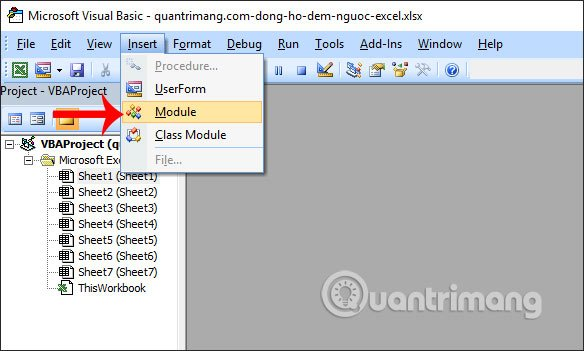 Microsoft Visual Basic - quantrimang.com-dong-ho-dem-nguoc-excel.xlsx
File Edit View Insert Format Debug Run Tools Add-Ins Window Help
Procedure...
Project - VBAProject
UserForm
Module
Class Module
VBAProject (q
Microsoft Exc
File...
Sheet1 (Sheet1)
Sheet2 (Sheet2)
Sheet3 (Sheet3)
Sheet4 (Sheet4)
Sheet5 (Sheet5)
Sheet6 (Sheet6)
Sheet7 (Sheet7)
ThisWorkbook
Quantrimang